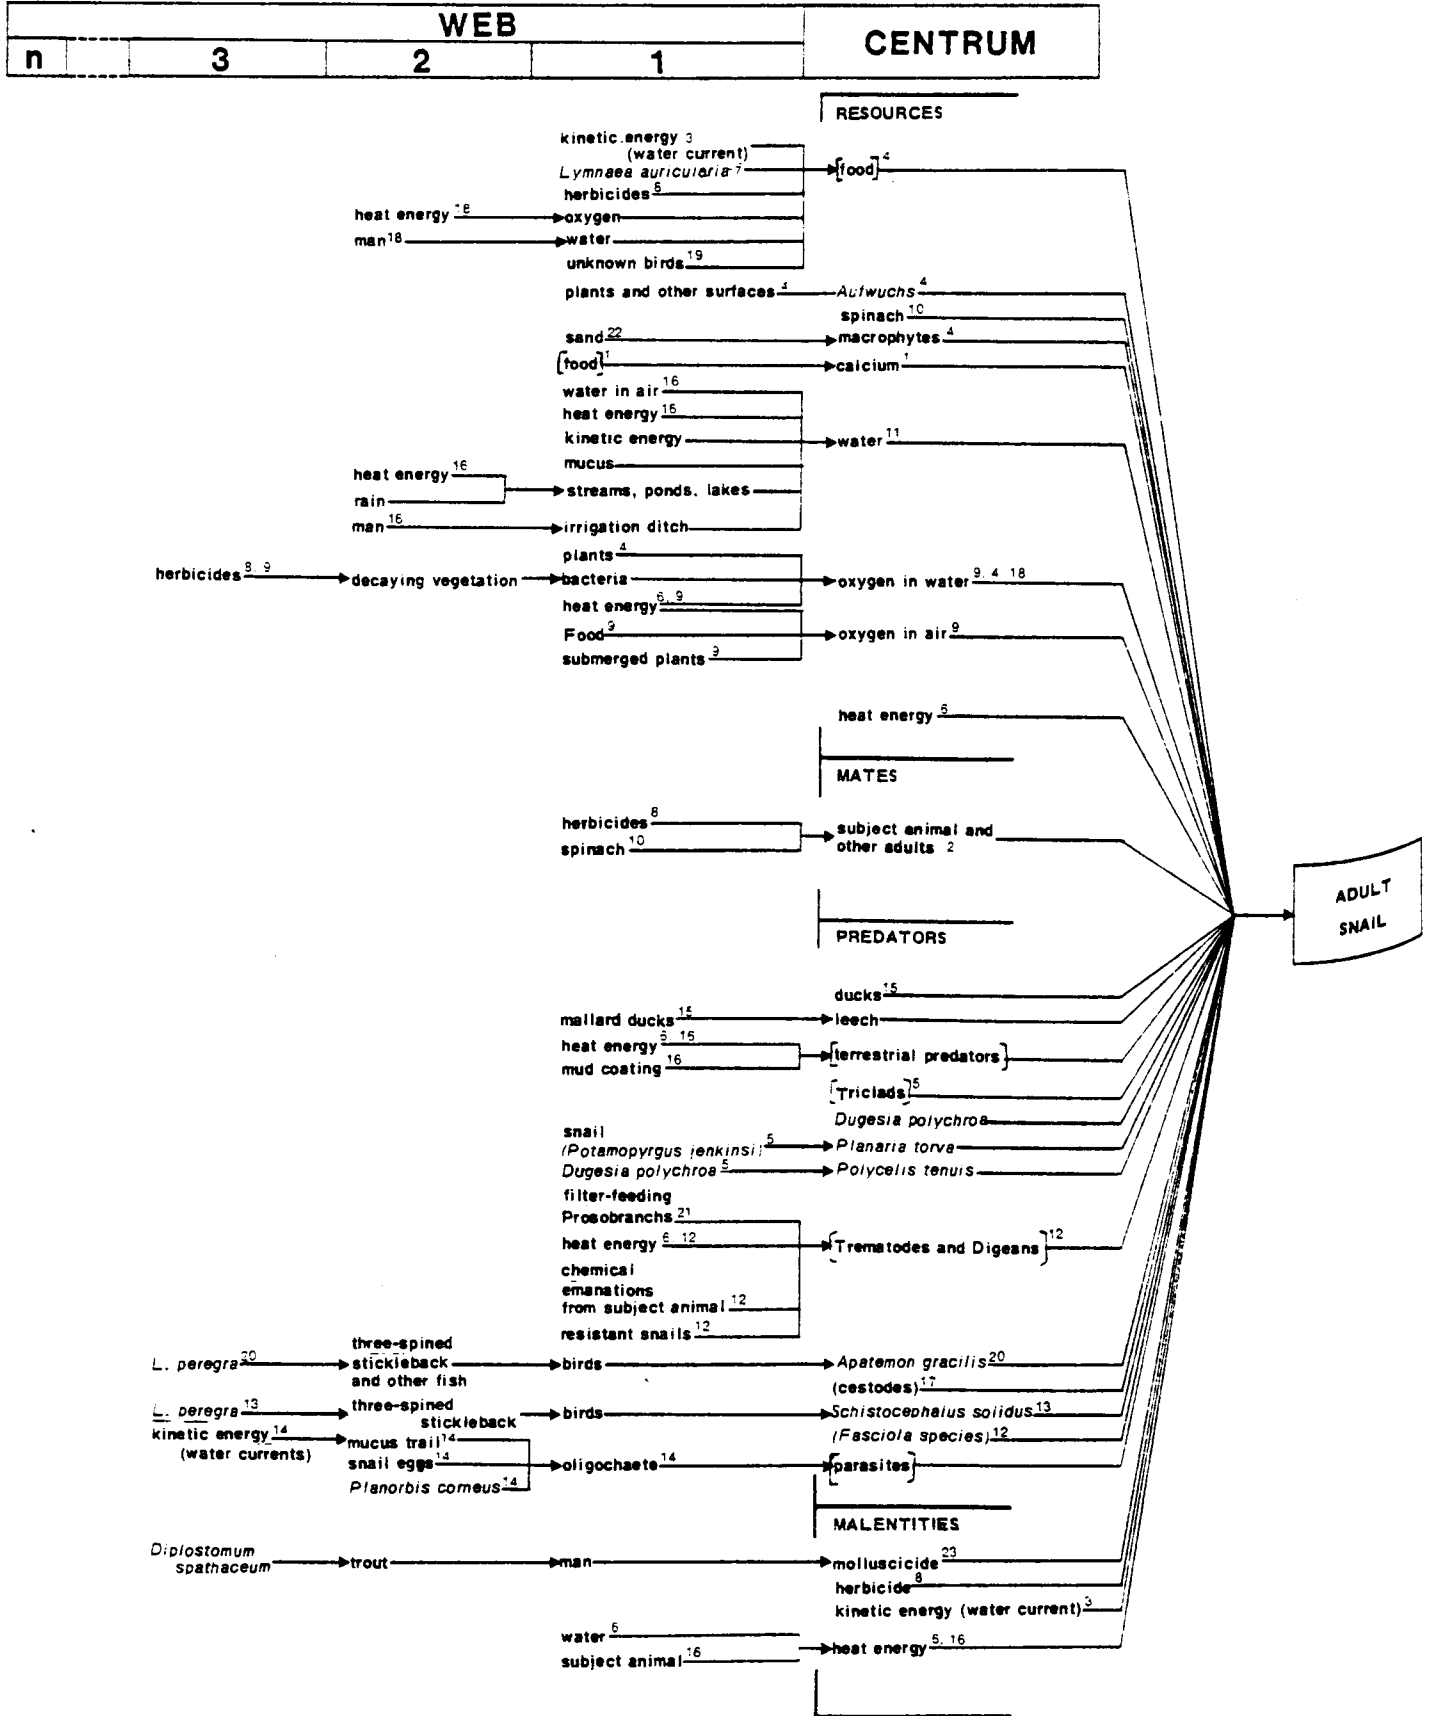 WEB
CENTRUM
n 3 2 1
RESOURCES
kinetic energy 3
(water current)
[food] 4
Lymnaea auricularia 7
herbicides 8
heat energy 18 oxygen
man 18 water
unknown birds 19
plants and other surfaces Aufwuchs 4
spinach 10
sand 22 macrophytes 4
[food] 1 calcium 1
water in air 16
heat energy 16
kinetic energy water 11
mucus
heat energy 16
streams, ponds, lakes
rain
man 16 irrigation ditch
plants 4
herbicides 8, 9 decaying vegetation bacteria oxygen in water 9, 4, 18
heat energy 6, 9
Food 9 oxygen in air 9
submerged plants 9
heat energy 6
MATES
herbicides 8
subject animal and
other adults 2
spinach 10
ADULT
SNAIL
PREDATORS
ducks 15
mallard ducks 15 leech
heat energy 6, 15
[terrestrial predators]
mud coating 16
[Triclads] 5
Dugesia polychroa
snail
(Potamopyrgus jenkinsi) 5 Planaria torva
Dugesia polychroa 5 Polycelis tenuis
filter-feeding
Prosobranchs 21
heat energy 6, 12 [Trematodes and Digeans] 12
chemical
emanations
from subject animal 12
resistant snails 12
three-spined
L. peregra 20 stickleback birds Apatemon gracilis 20
and other fish
(cestodes) 17
three-spined
L. peregra 13 stickleback birds Schistocephalus solidus 13
kinetic energy 14
(water currents)
(Fasciola species) 12
mucus trail 14
snail eggs 14 oligochaete 14 [parasites]
Planorbis corneus 14
MALENTITIES
Diplostomum
spathaceum trout man molluscicide 23
herbicide 8
kinetic energy (water current) 3
water 6
heat energy 6, 16
subject animal 16